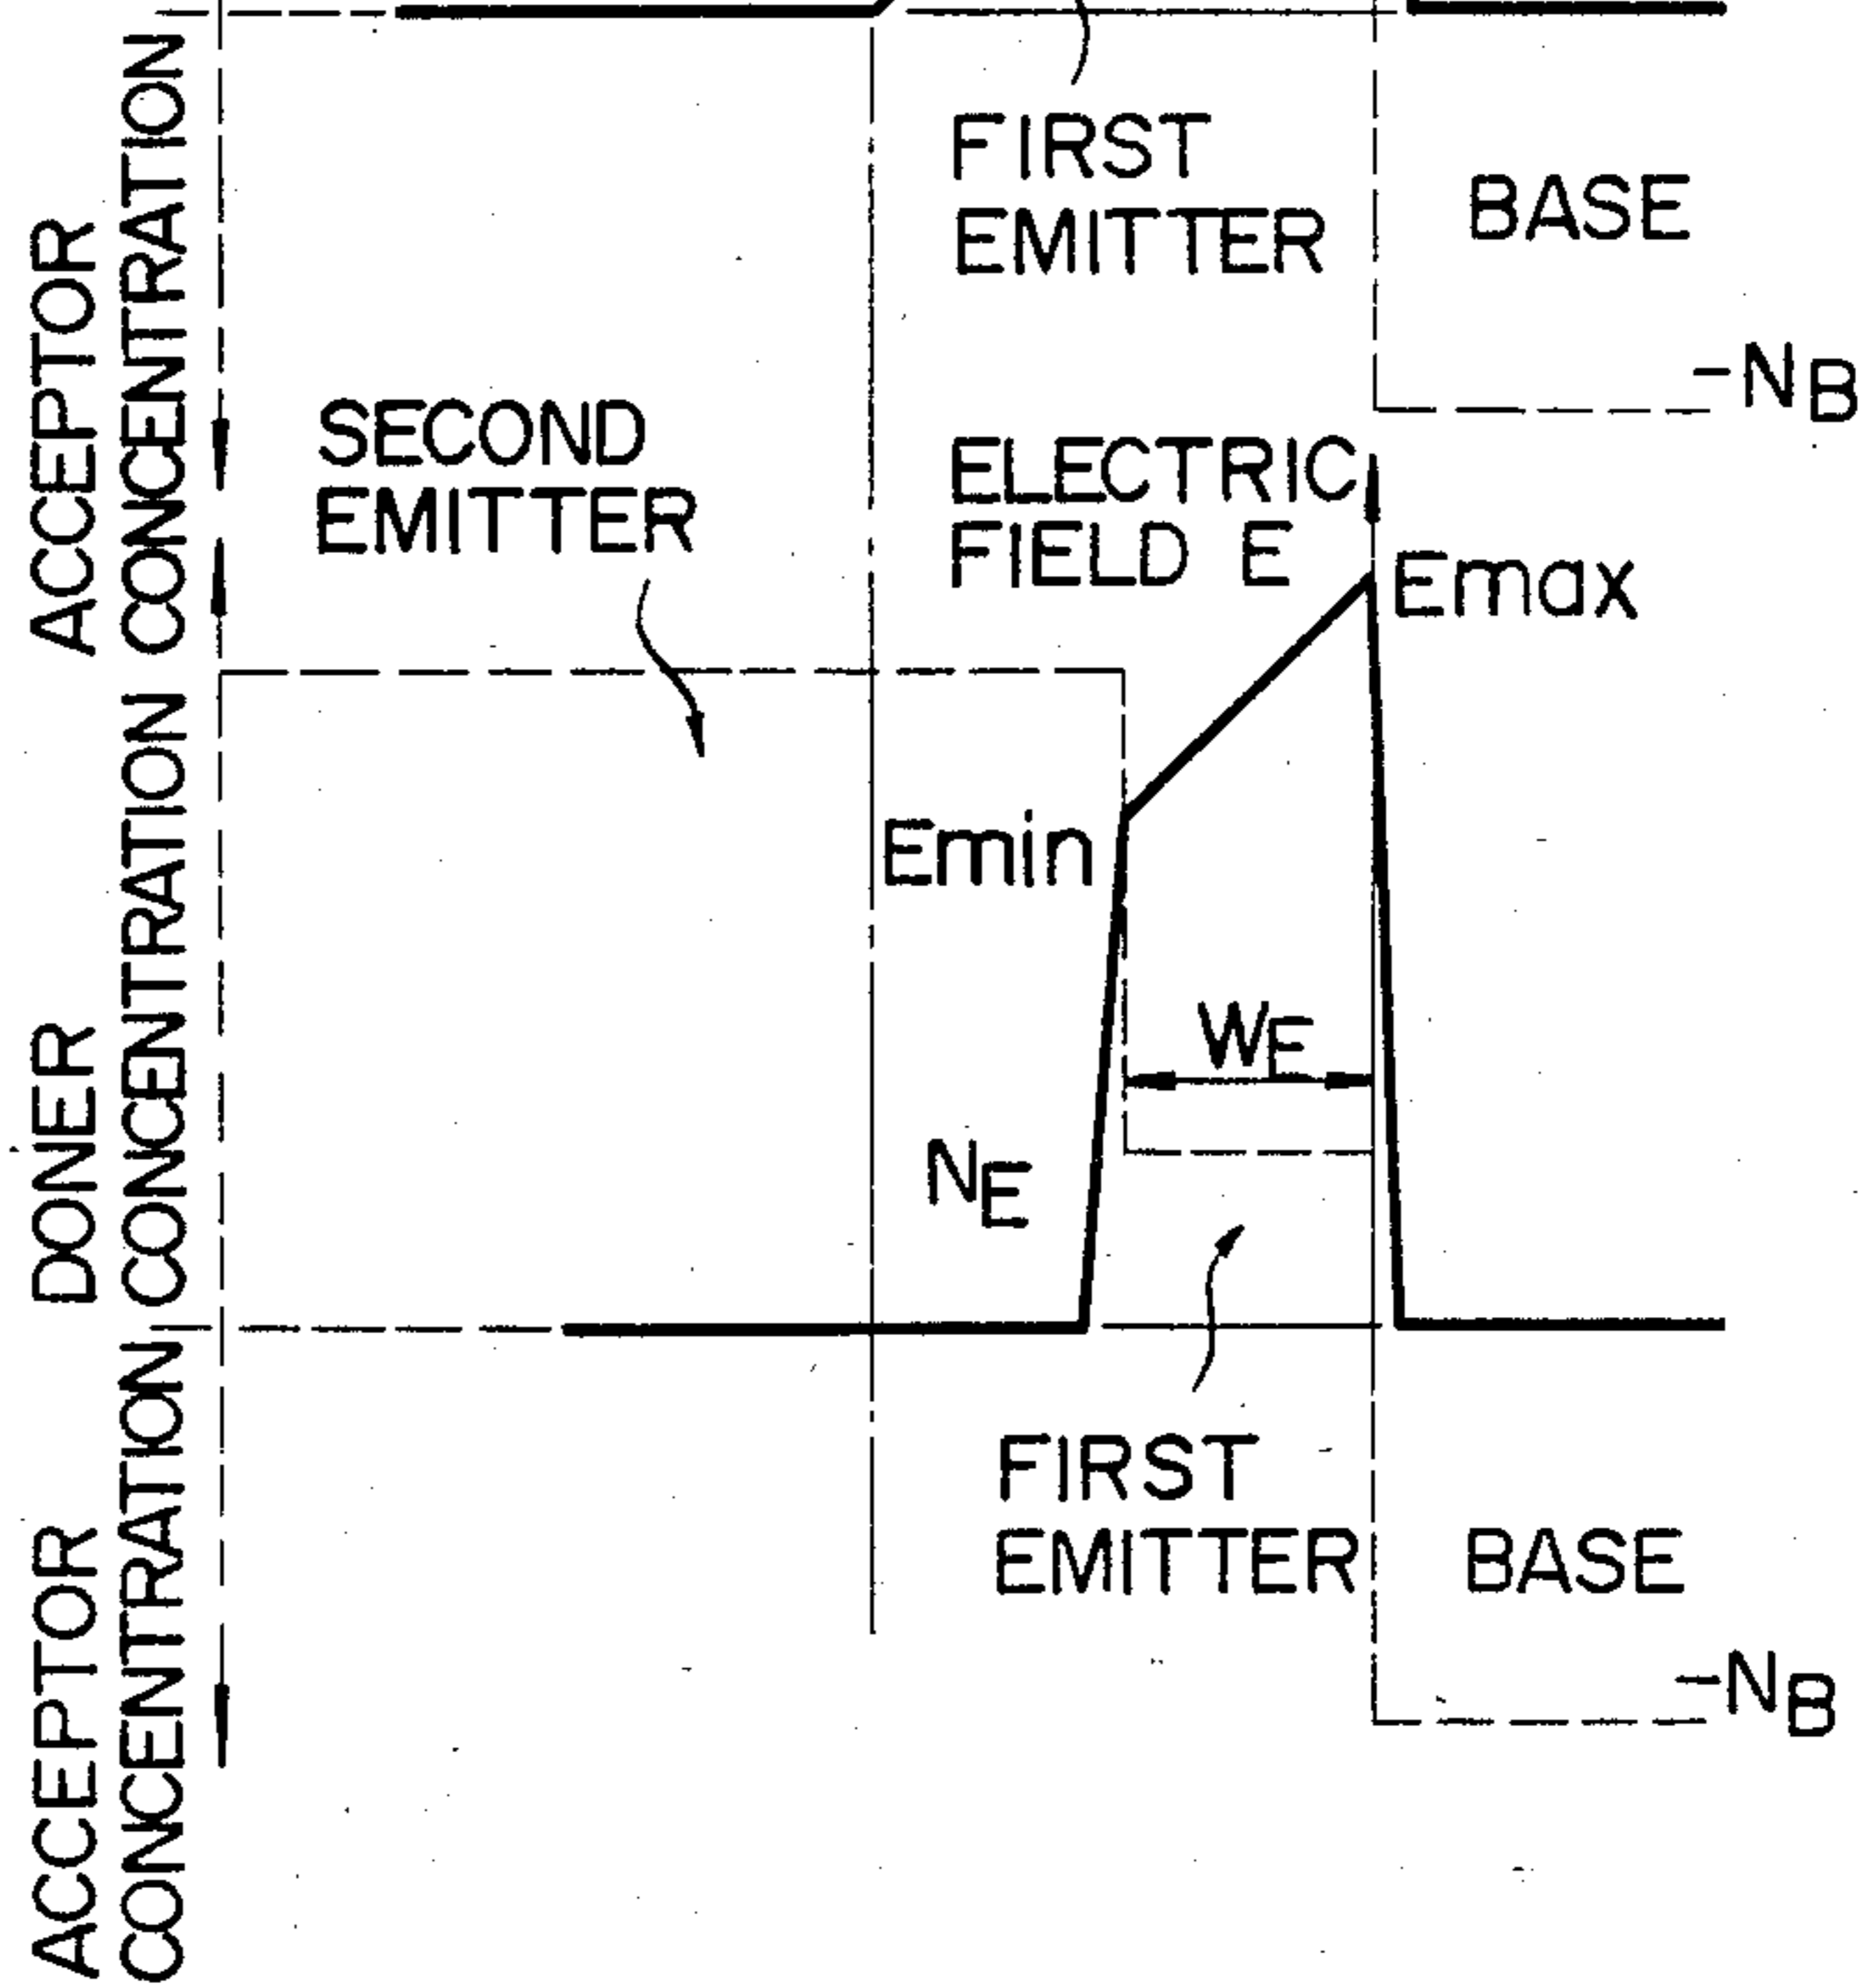 ACCEPTOR
CONCENTRATION
FIRST
EMITTER
BASE
-NB
SECOND
EMITTER
ELECTRIC
FIELD E
Emax
DONER
CONCENTRATION
Emin
WE
NE
FIRST
EMITTER
BASE
-NB
ACCEPTOR
CONCENTRATION